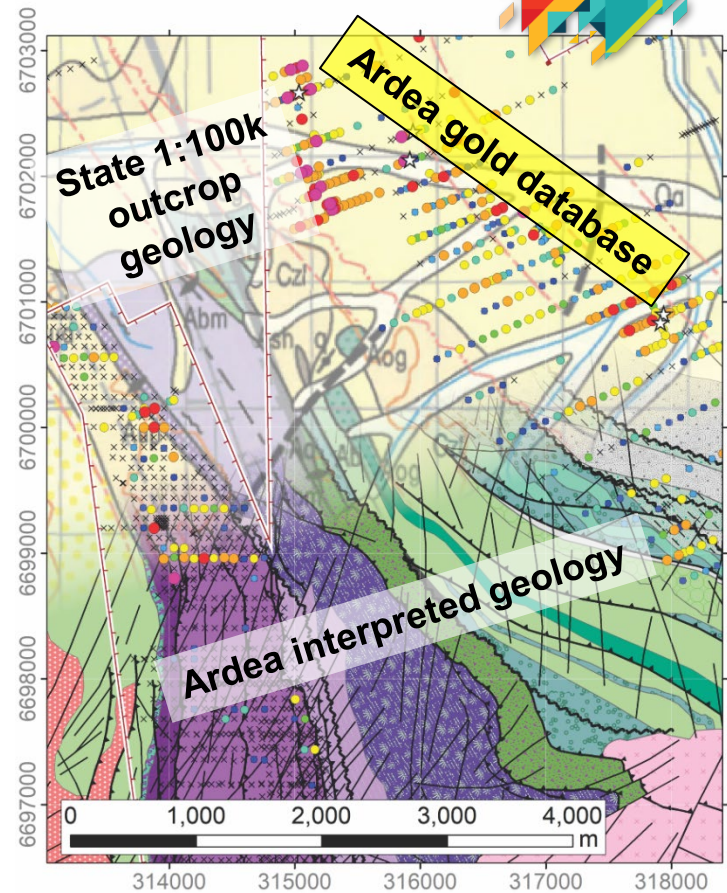 6703000
6702000
6701000
6700000
6699000
6698000
6697000
Ardea gold database
State 1:100k
outcrop
geology
Qa
Czl
Abm
Aog
Ardea interpreted geology
0 1,000 2,000 3,000 4,000
m
314000 315000 316000 317000 318000